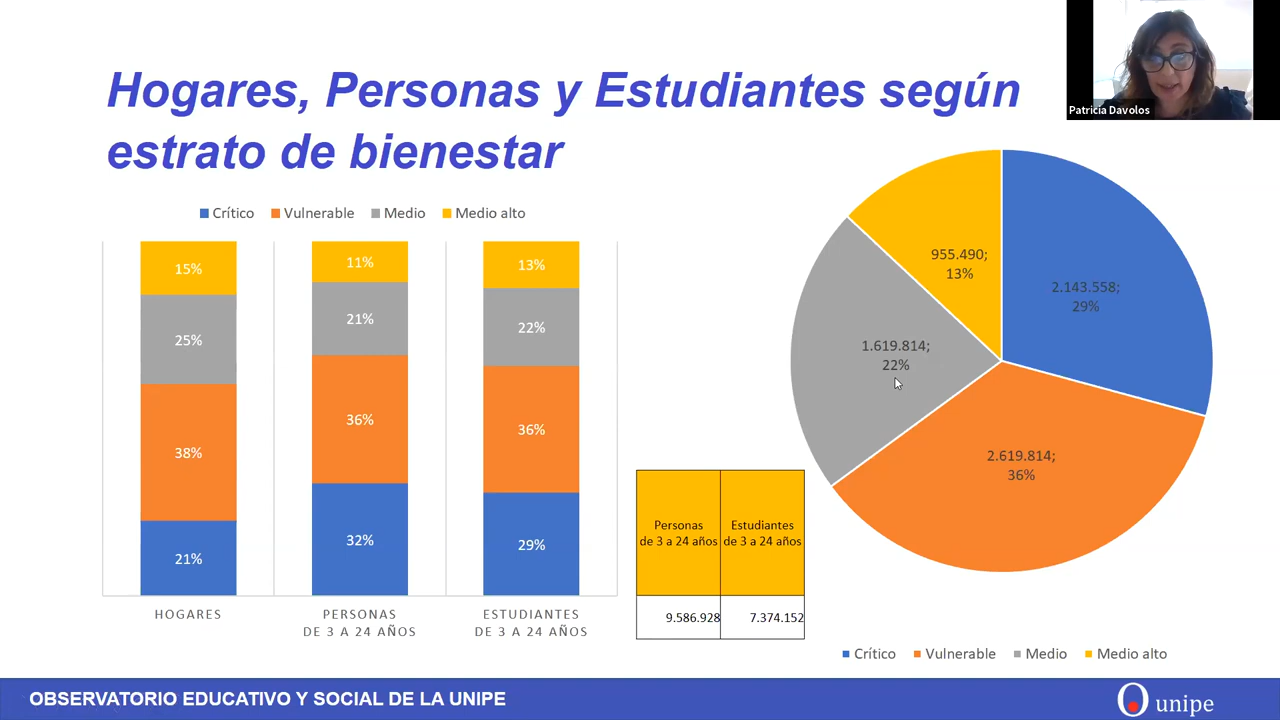 Patricia Davolos
Hogares, Personas y Estudiantes según
estrato de bienestar
Crítico Vulnerable Medio Medio alto
15%
25%
38%
21%
11%
21%
36%
32%
13%
22%
36%
29%
HOGARES
PERSONAS
DE 3 A 24 AÑOS
ESTUDIANTES
DE 3 A 24 AÑOS
Personas
de 3 a 24 años
Estudiantes
de 3 a 24 años
9.586.928
7.374.152
955.490;
13%
2.143.558;
29%
1.619.814;
22%
2.619.814;
36%
Crítico Vulnerable Medio Medio alto
OBSERVATORIO EDUCATIVO Y SOCIAL DE LA UNIPE
unipe